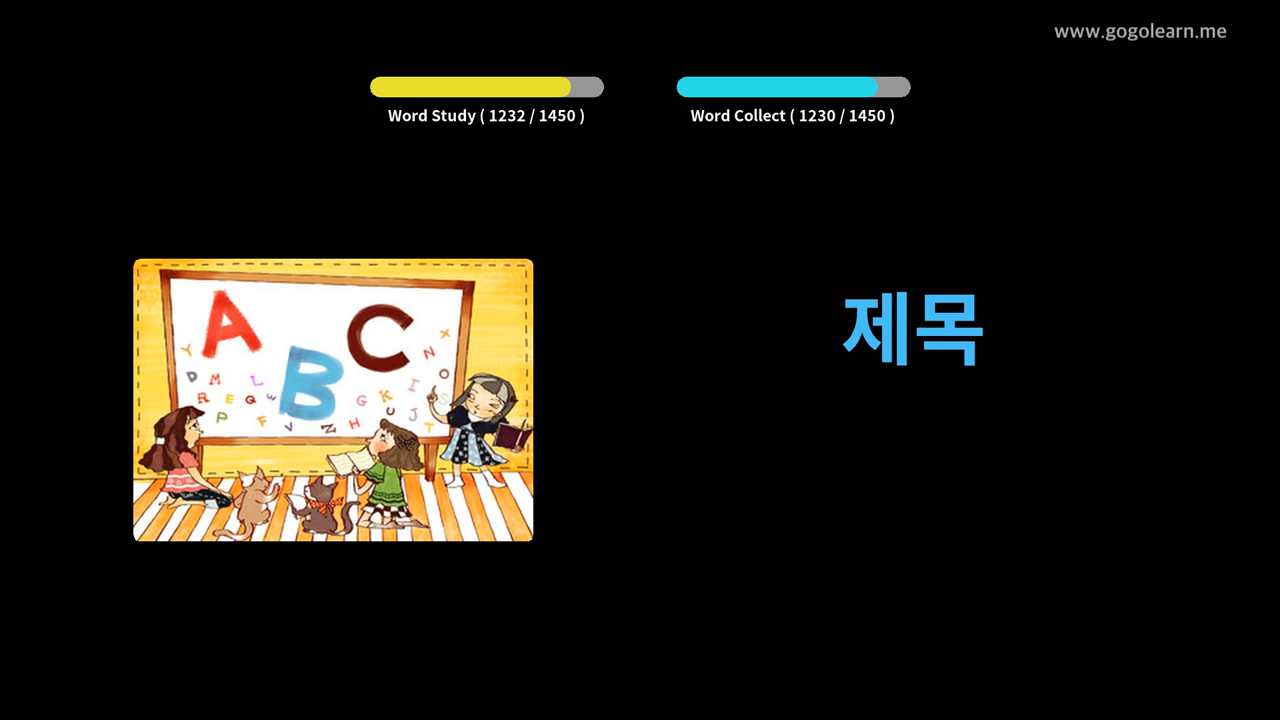 www.gogolearn.me
Word Study ( 1232 / 1450 )
Word Collect ( 1230 / 1450 )
제목
A
B
C
X
Y
N
D
M
L
I
O
R
E
Q
W
G
K
S
P
F
V
Z
H
U
J
T